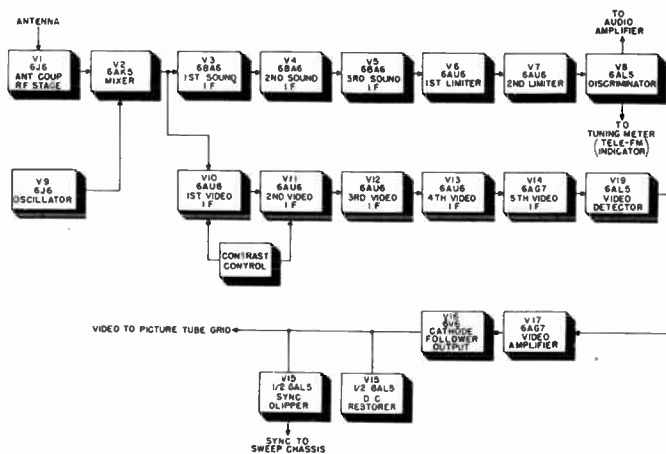 ANTENNA
V1
6J6
ANT COUP
RF STAGE
V2
6AK5
MIXER
V3
6BA6
1ST SOUND
I F
V4
6BA6
2ND SOUND
I F
V5
6BA6
3RD SOUND
I F
V6
6AU6
1ST LIMITER
V7
6AU6
2ND LIMITER
TO
AUDIO
AMPLIFIER
V8
6AL5
DISCRIMINATOR
TO
TUNING METER
(TELE-FM)
INDICATOR
V9
6J6
OSCILLATOR
V10
6AU6
1ST VIDEO
I F
V11
6AU6
2ND VIDEO
I F
V12
6AU6
3RD VIDEO
I F
V13
6AU6
4TH VIDEO
I F
V14
6AG7
5TH VIDEO
I F
V19
6AL5
VIDEO
DETECTOR
CONTRAST
CONTROL
VIDEO TO PICTURE TUBE GRID
V16
6V6
CATHODE
FOLLOWER
OUTPUT
V17
6AG7
VIDEO
AMPLIFIER
V15
1/2 6AL5
SYNC
CLIPPER
V15
1/2 6AL5
D C
RESTORER
SYNC TO
SWEEP CHASSIS